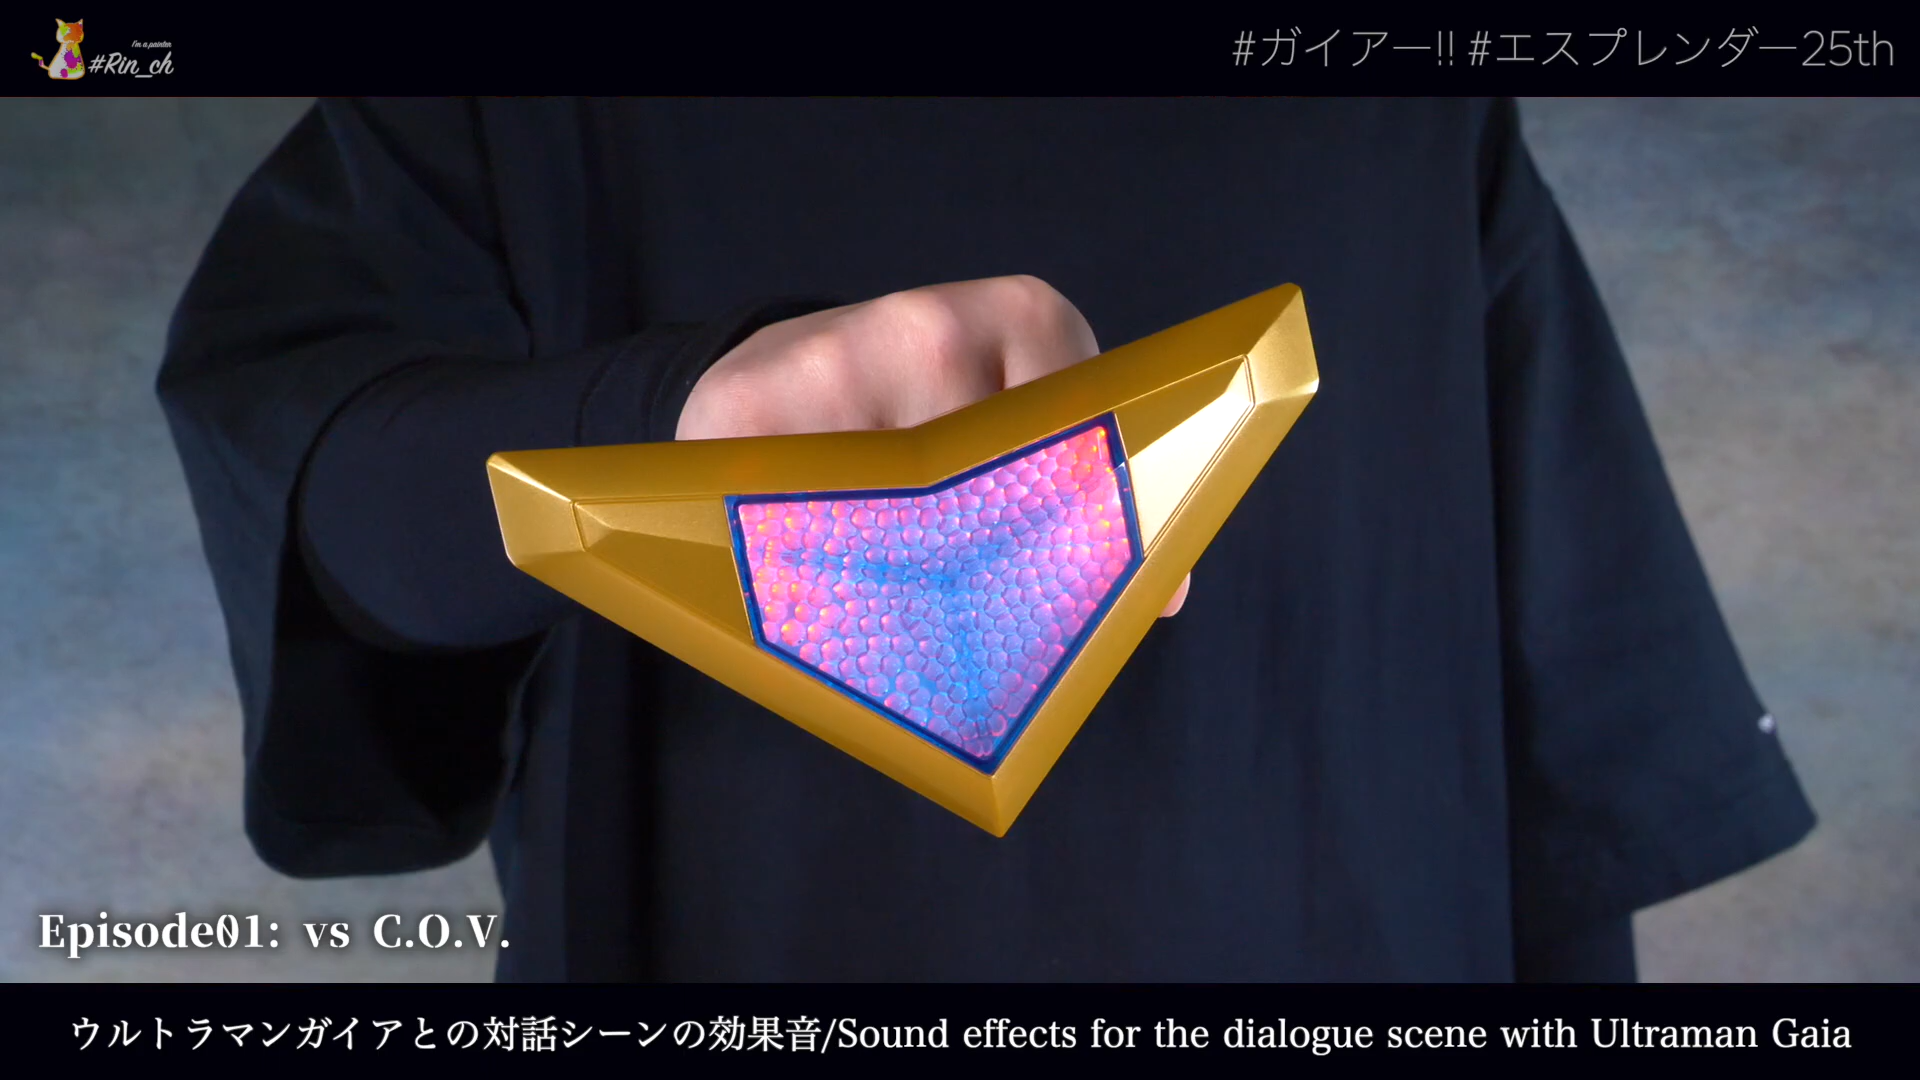 I'm a painter
#Rin_ch
#ガイアー!! #エスプレンダー25th
Episode01: vs C.O.V.
ウルトラマンガイアとの対話シーンの効果音/Sound effects for the dialogue scene with Ultraman Gaia